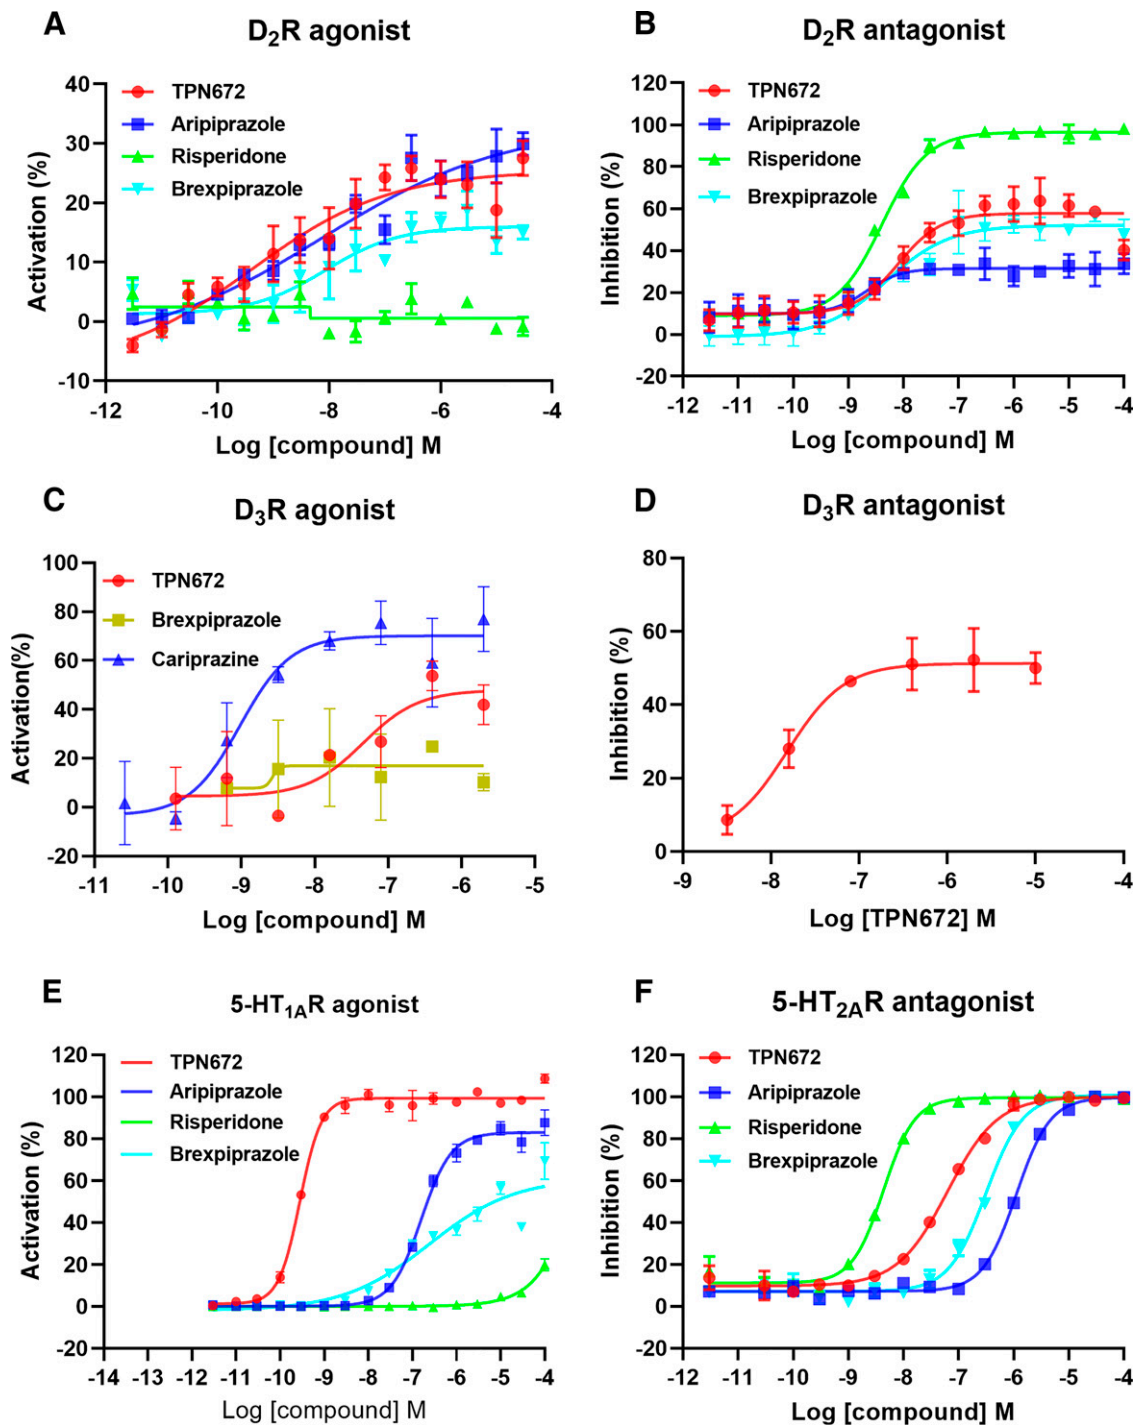 A
D2R agonist
TPN672
Aripiprazole
Risperidone
Brexpiprazole
Activation (%)
40
30
20
10
0
-10
-12
-10
-8
-6
-4
Log [compound] M
B
D2R antagonist
TPN672
Aripiprazole
Risperidone
Brexpiprazole
Inhibition (%)
120
100
80
60
40
20
0
-20
-12
-11
-10
-9
-8
-7
-6
-5
-4
Log [compound] M
C
D3R agonist
TPN672
Brexpiprazole
Cariprazine
Activation(%)
100
80
60
40
20
0
-20
-11
-10
-9
-8
-7
-6
-5
Log [compound] M
D
D3R antagonist
Inhibition (%)
80
60
40
20
0
-9
-8
-7
-6
-5
-4
Log [TPN672] M
E
5-HT1AR agonist
TPN672
Aripiprazole
Risperidone
Brexpiprazole
Activation (%)
120
100
80
60
40
20
0
-20
-14
-13
-12
-11
-10
-9
-8
-7
-6
-5
-4
Log [compound] M
F
5-HT2AR antagonist
TPN672
Aripiprazole
Risperidone
Brexpiprazole
Inhibition (%)
120
100
80
60
40
20
0
-20
-12
-11
-10
-9
-8
-7
-6
-5
-4
Log [compound] M